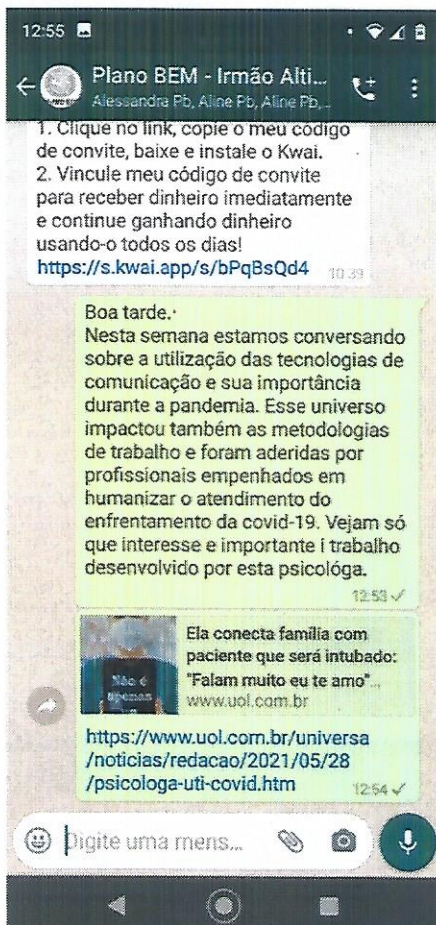 12:55
Plano BEM - Irmão Alti...
Alessandra Pb, Aline Pb, Aline Pb,...
1. Clique no link, copie o meu código
de convite, baixe e instale o Kwai.
2. Vincule meu código de convite
para receber dinheiro imediatamente
e continue ganhando dinheiro
usando-o todos os dias!
https://s.kwai.app/s/bPqBsQd4 10:39
Boa tarde.
Nesta semana estamos conversando
sobre a utilização das tecnologias de
comunicação e sua importância
durante a pandemia. Esse universo
impactou também as metodologias
de trabalho e foram aderidas por
profissionais empenhados em
humanizar o atendimento do
enfrentamento da covid-19. Vejam só
que interesse e importante i trabalho
desenvolvido por esta psicológa.
12:53
Não é
apenas
Ela conecta família com
paciente que será intubado:
"Falam muito eu te amo"...
www.uol.com.br
https://www.uol.com.br/universa
/noticias/redacao/2021/05/28
/psicologa-uti-covid.htm 12:54
Digite uma mens...